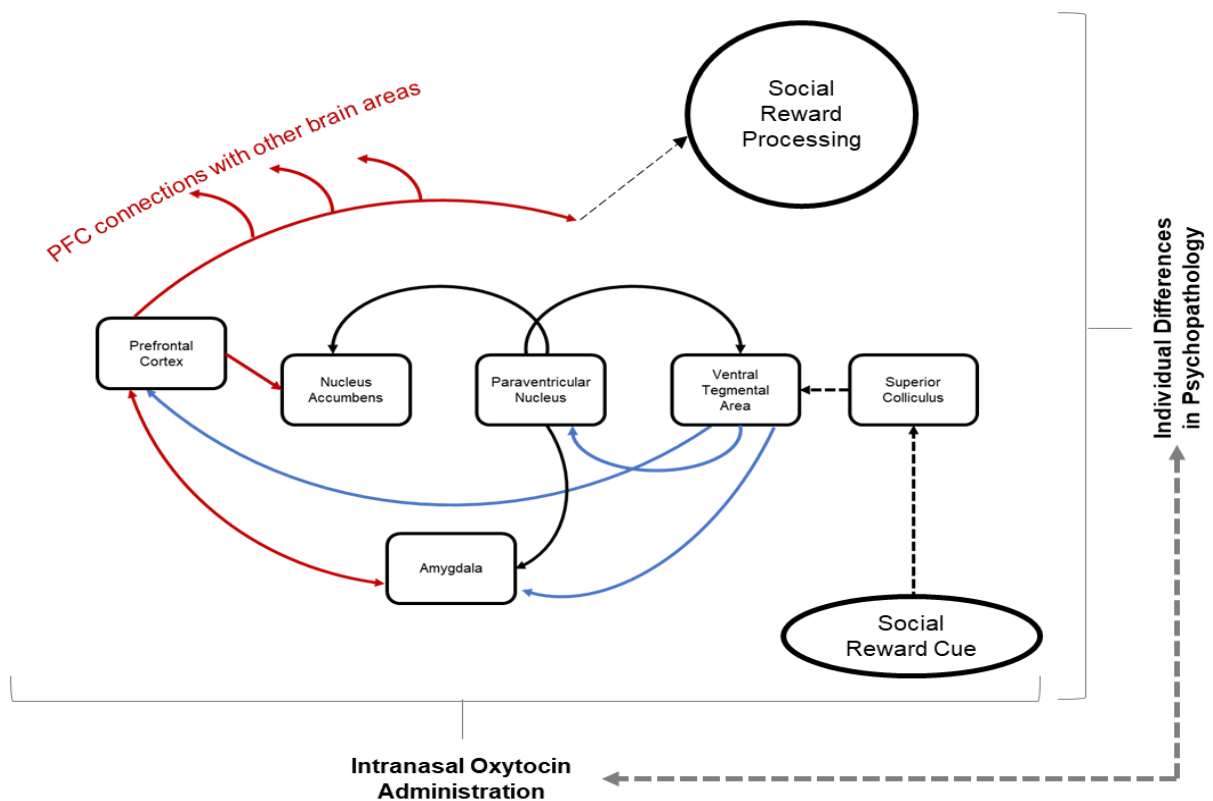 Social
Reward
Processing
PFC connections with other brain areas
Prefrontal
Cortex
Nucleus
Accumbens
Paraventricular
Nucleus
Ventral
Tegmental
Area
Superior
Colliculus
Amygdala
Social
Reward Cue
Individual Differences
in Psychopathology
Intranasal Oxytocin
Administration